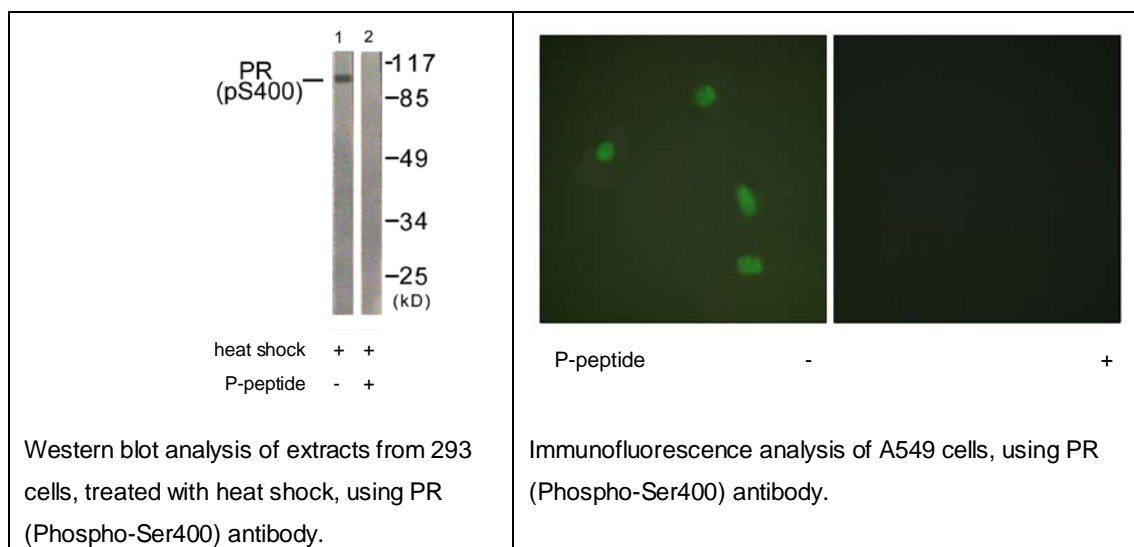 1 2
PR
(pS400)
-117
-85
-49
-34
-25
(kD)
heat shock + +
P-peptide - +
Western blot analysis of extracts from 293
cells, treated with heat shock, using PR
(Phospho-Ser400) antibody.
P-peptide - +
Immunofluorescence analysis of A549 cells, using PR
(Phospho-Ser400) antibody.